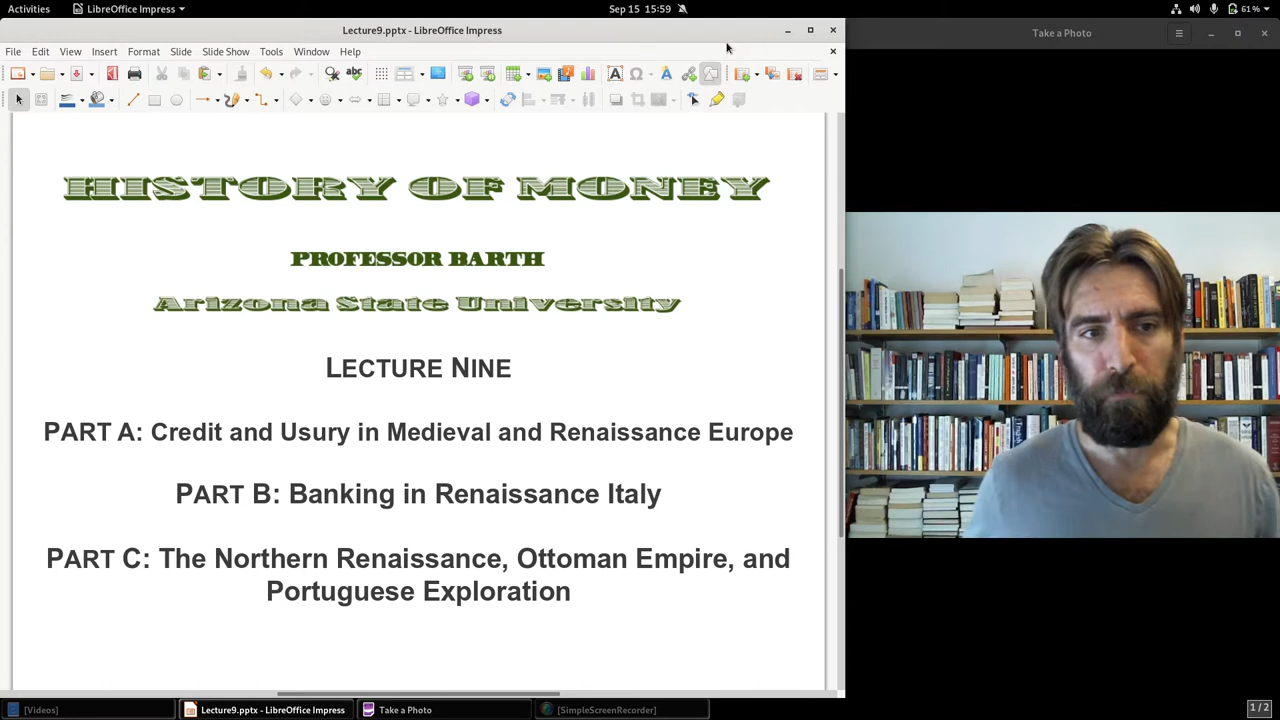 Activities LibreOffice Impress Sep 15 15:59 61%
Lecture9.pptx - LibreOffice Impress
Take a Photo
File Edit View Insert Format Slide Slide Show Tools Window Help
HISTORY OF MONEY
PROFESSOR BARTH
Arizona State University
LECTURE NINE
PART A: Credit and Usury in Medieval and Renaissance Europe
PART B: Banking in Renaissance Italy
PART C: The Northern Renaissance, Ottoman Empire, and
Portuguese Exploration
[Videos] Lecture9.pptx - LibreOffice Impress Take a Photo [SimpleScreenRecorder] 1/2